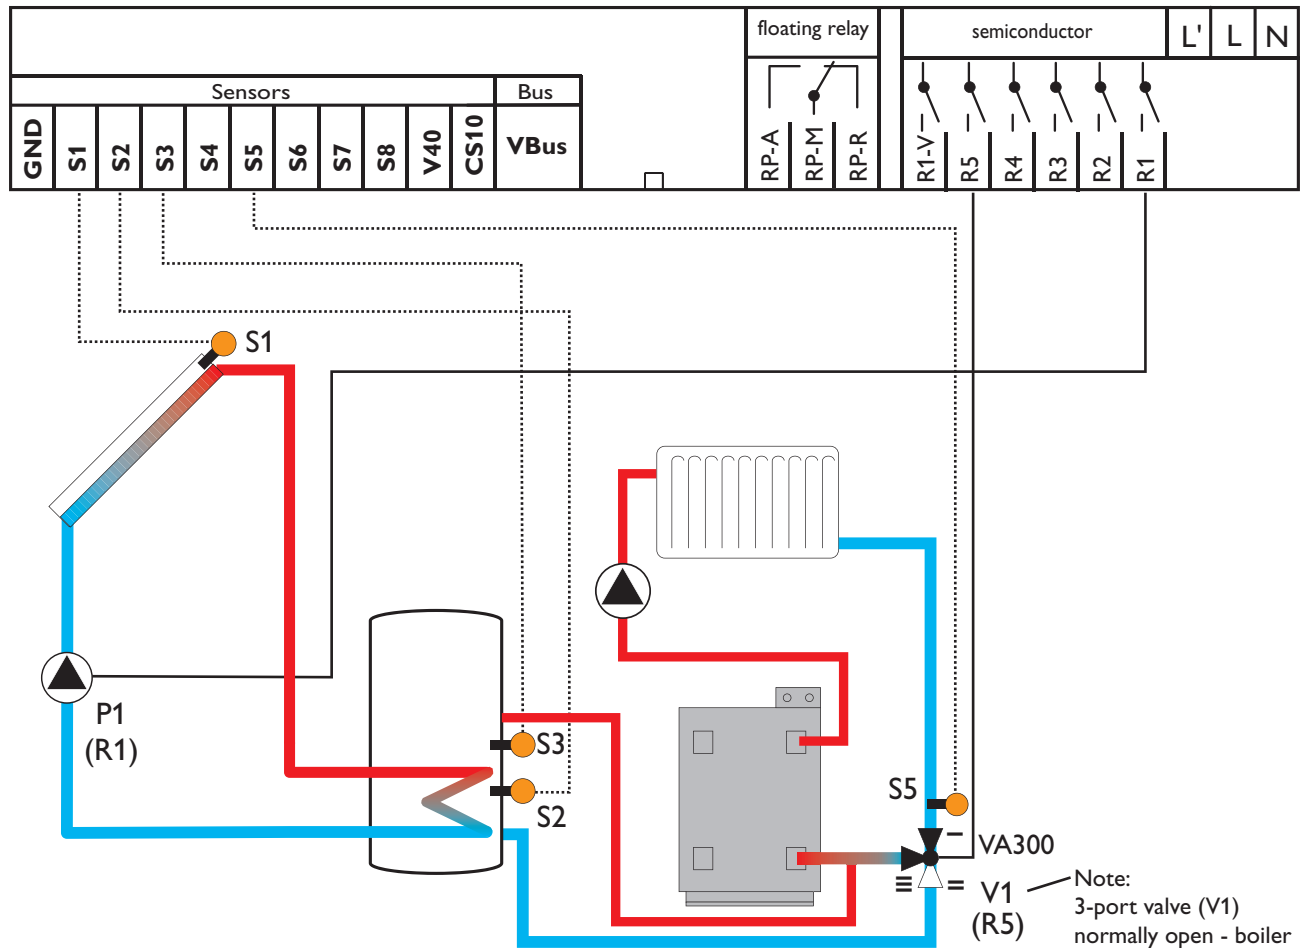 floating relay
semiconductor
L'
L
N
Sensors
Bus
GND
S1
S2
S3
S4
S5
S6
S7
S8
V40
CS10
VBus
RP-A
RP-M
RP-R
R1-V
R5
R4
R3
R2
R1
S1
P1
(R1)
S3
S2
S5
VA300
V1
(R5)
Note:
3-port valve (V1)
normally open - boiler